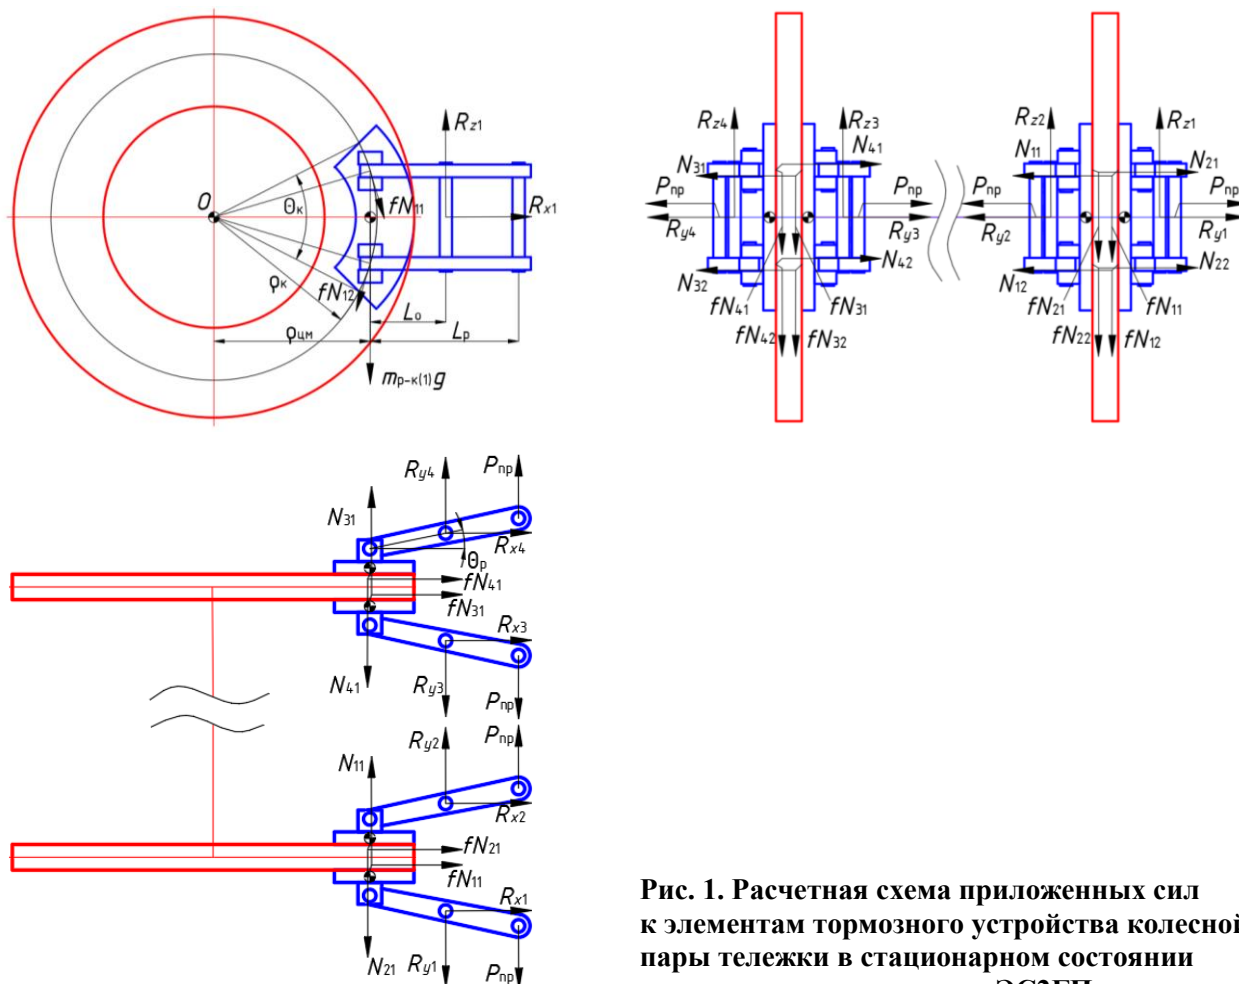 O
Θк
ρк
ρцм
fN11
fN12
Rz1
Rx1
Lо
Lр
mр-к(1)g
Rz4
Rz3
N41
N31
Pпр
Pпр
Ry4
Ry3
N32
N42
fN41
fN31
fN42
fN32
Rz2
Rz1
N11
N21
Pпр
Pпр
Ry2
Ry1
N12
N22
fN21
fN11
fN22
fN12
Ry4
Pпр
N31
Rx4
Θр
fN41
fN31
Rx3
N41
Ry3
Pпр
Ry2
Pпр
N11
Rx2
fN21
fN11
Rx1
N21
Ry1
Pпр
Рис. 1. Расчетная схема приложенных сил
к элементам тормозного устройства колесной
пары тележки в стационарном состоянии